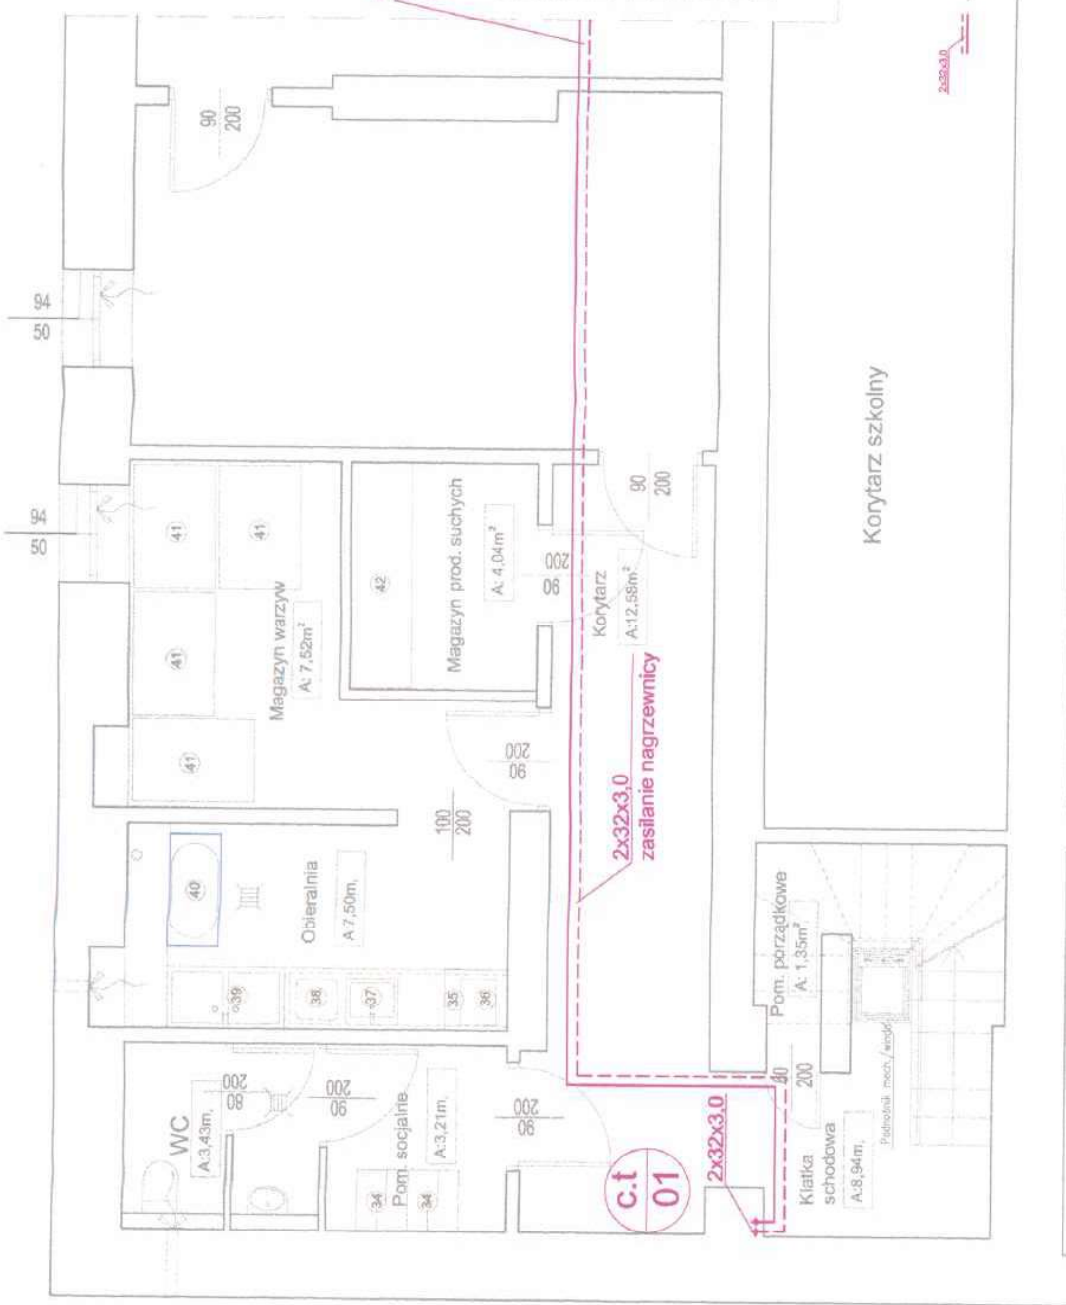 2x32x3,0
90
200
94
50
94
50
Korytarz szkolny
41
41
41
41
Magazyn warzyw
A: 7,52m²
42
Magazyn prod. suchych
A: 4,04m²
90
200
90
200
Korytarz
A:12,58m²
90
200
100
200
2x32x3,0
zasilanie nagrzewnicy
40
Obieralnia
A 7,50m,
39
38
37
35
36
Pom. porządkowe
A: 1,35m²
WC
A:3,43m,
80
200
90
200
Pom. socjalnie
A:3,21m,
34
34
90
200
80
200
c.t
01
2x32x3,0
Klatka
schodowa
A:8,94m,
Podnośnik mech./